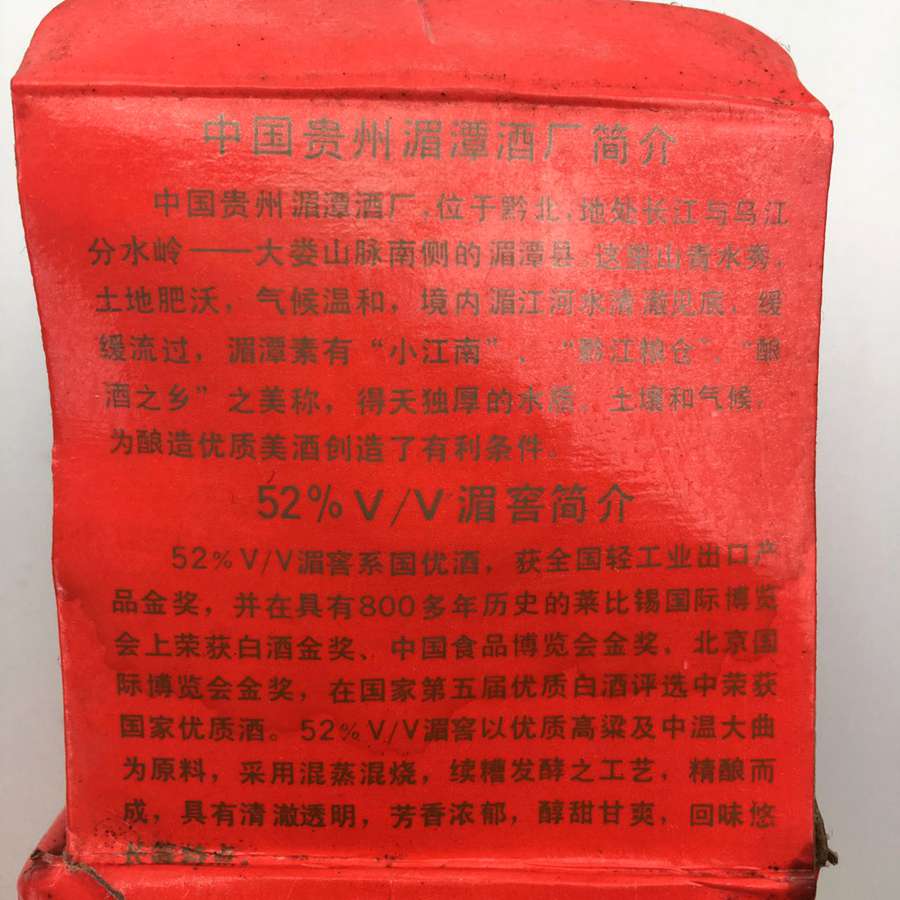 中国贵州湄潭酒厂简介
中国贵州湄潭酒厂，位于黔北，地处长江与乌江
分水岭——大娄山脉南侧的湄潭县，这里山青水秀，
土地肥沃，气候温和，境内湄江河水清澈见底，缓
缓流过，湄潭素有“小江南”、“黔江粮仓”、“酿
酒之乡”之美称，得天独厚的水质、土壤和气候，
为酿造优质美酒创造了有利条件。
52%V/V湄窖简介
52%V/V湄窖系国优酒，获全国轻工业出口产
品金奖，并在具有800多年历史的莱比锡国际博览
会上荣获白酒金奖、中国食品博览会金奖，北京国
际博览会金奖，在国家第五届优质白酒评选中荣获
国家优质酒。52%V/V湄窖以优质高粱及中温大曲
为原料，采用混蒸混烧，续糟发酵之工艺，精酿而
成，具有清澈透明，芳香浓郁，醇甜甘爽，回味悠
长等特点。